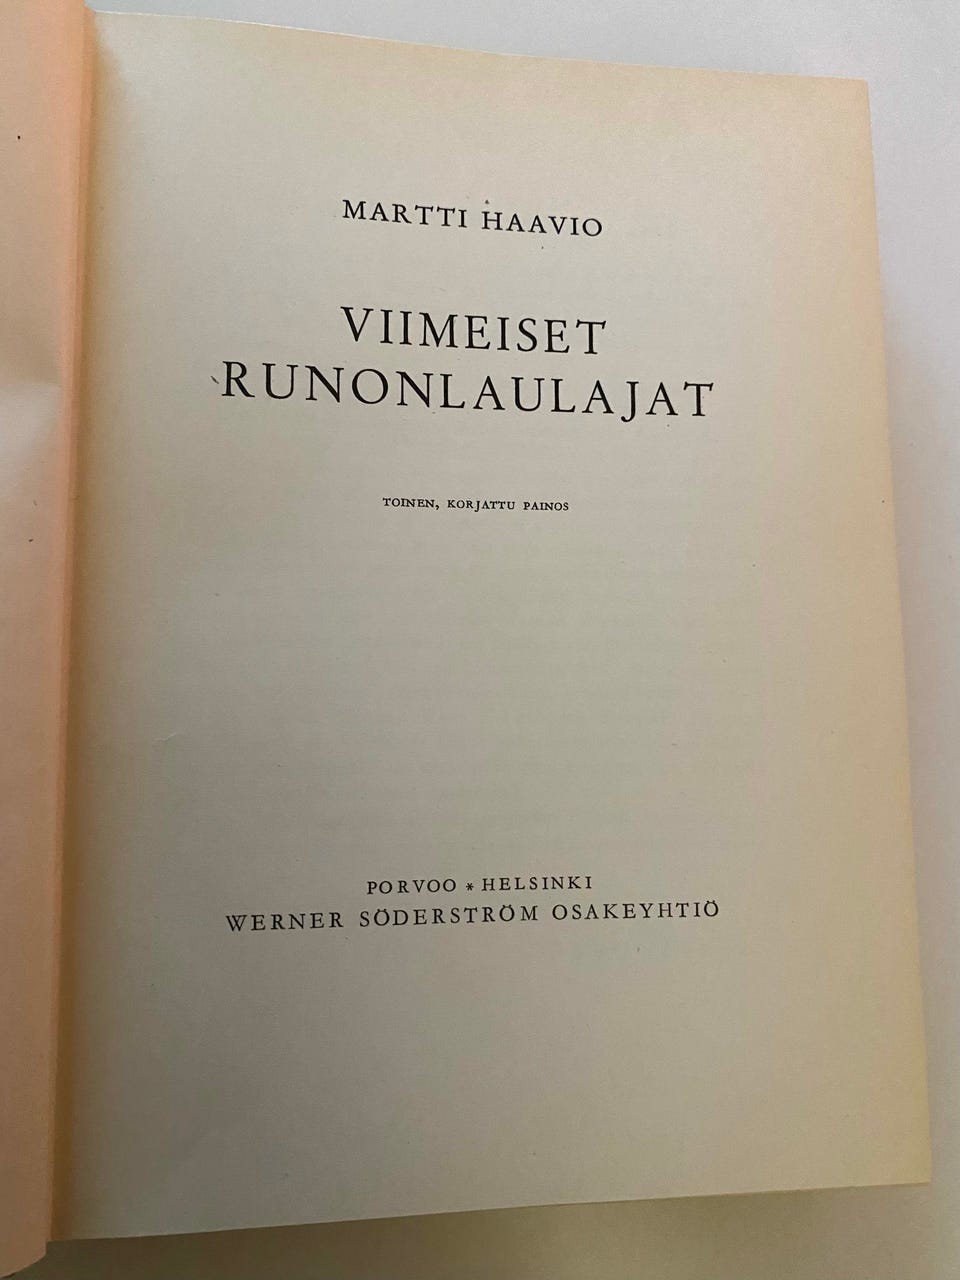 MARTTI HAAVIO
VIIMEISET
RUNONLAULAJAT
TOINEN, KORJATTU PAINOS
PORVOO * HELSINKI
WERNER SÖDERSTRÖM OSAKEYHTIÖ